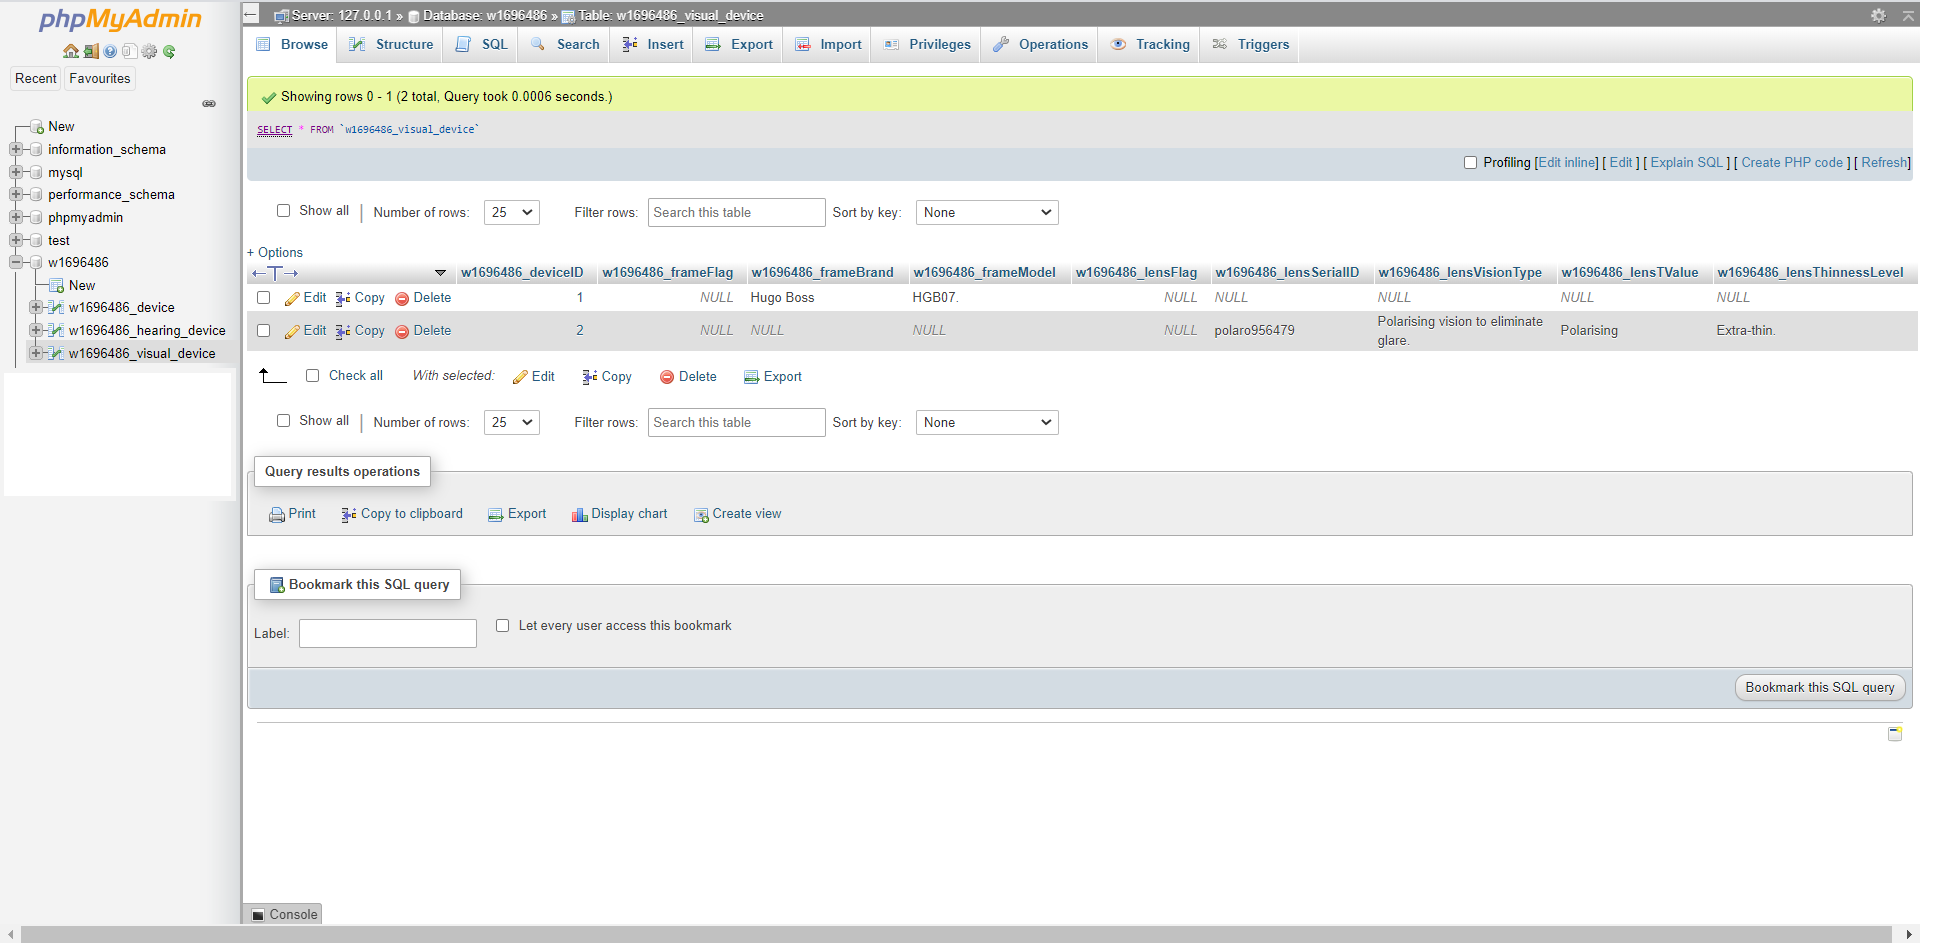 phpMyAdmin
Recent Favourites
New
information_schema
mysql
performance_schema
phpmyadmin
test
w1696486
New
w1696486_device
w1696486_hearing_device
w1696486_visual_device
Server: 127.0.0.1 » Database: w1696486 » Table: w1696486_visual_device
Browse Structure SQL Search Insert Export Import Privileges Operations Tracking Triggers
Showing rows 0 - 1 (2 total, Query took 0.0006 seconds.)
SELECT * FROM `w1696486_visual_device`
Profiling [Edit inline] [ Edit ] [ Explain SQL ] [ Create PHP code ] [ Refresh]
Show all | Number of rows: 25 Filter rows: Search this table Sort by key: None
+ Options
←T→ w1696486_deviceID w1696486_frameFlag w1696486_frameBrand w1696486_frameModel w1696486_lensFlag w1696486_lensSerialID w1696486_lensVisionType w1696486_lensTValue w1696486_lensThinnessLevel
Edit Copy Delete 1 NULL Hugo Boss HGB07. NULL NULL NULL NULL NULL
Edit Copy Delete 2 NULL NULL NULL NULL polaro956479 Polarising vision to eliminate glare. Polarising Extra-thin.
Check all With selected: Edit Copy Delete Export
Show all | Number of rows: 25 Filter rows: Search this table Sort by key: None
Query results operations
Print Copy to clipboard Export Display chart Create view
Bookmark this SQL query
Label: Let every user access this bookmark
Bookmark this SQL query
Console